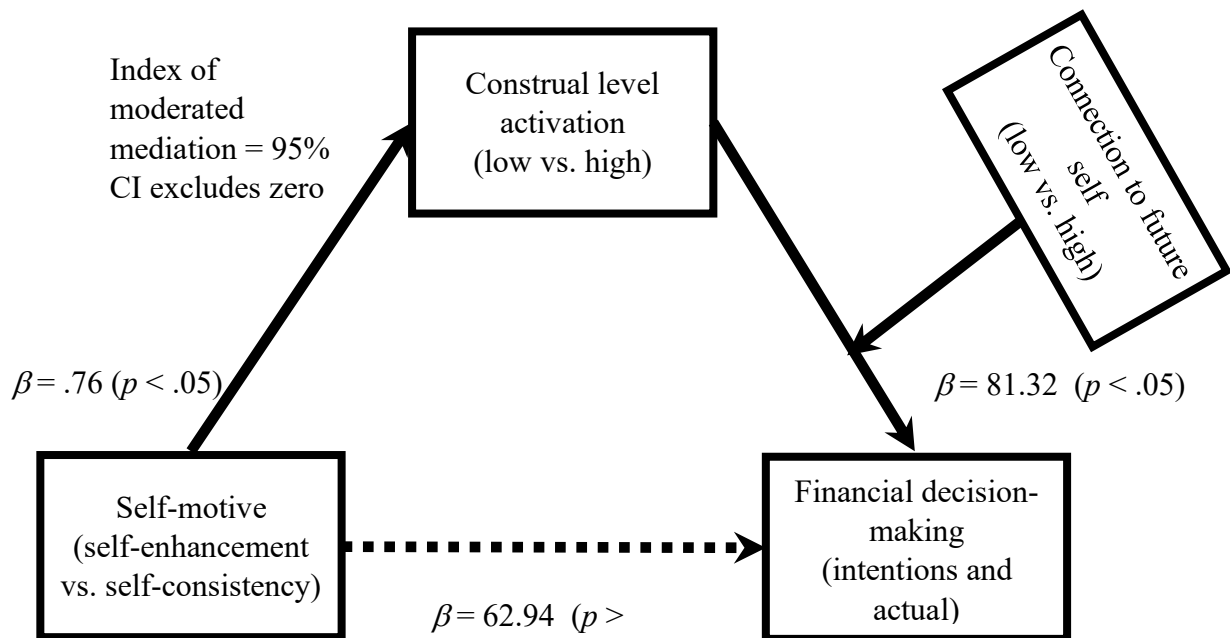 Index of
moderated
mediation = 95%
CI excludes zero
Construal level
activation
(low vs. high)
Connection to future
self
(low vs. high)
β = .76 (p < .05)
β = 81.32 (p < .05)
Self-motive
(self-enhancement
vs. self-consistency)
Financial decision-
making
(intentions and
actual)
β = 62.94 (p >